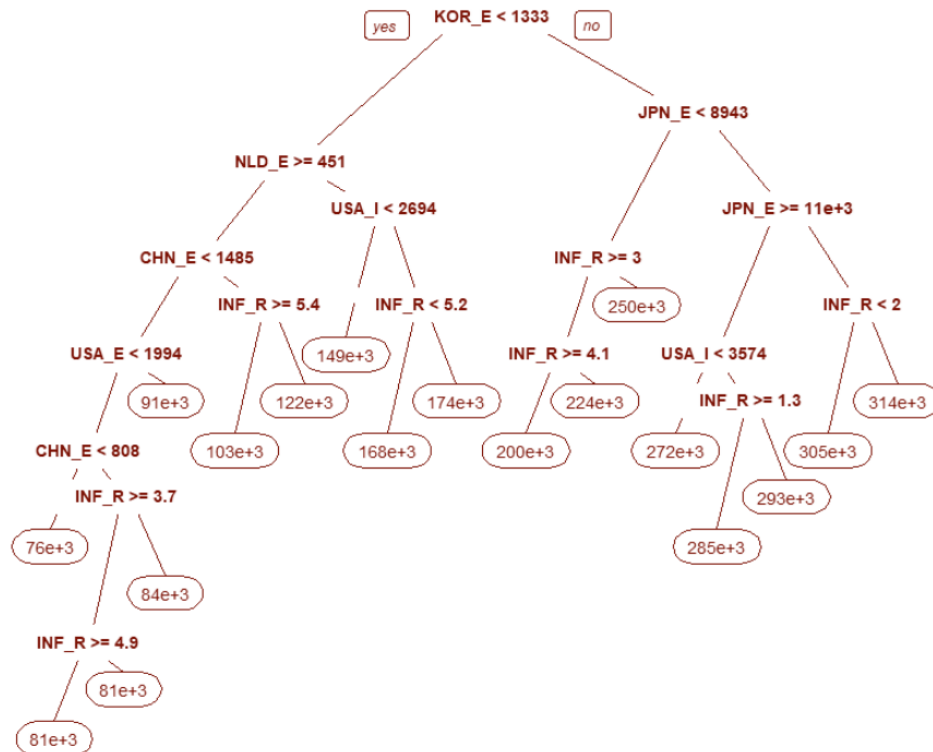 KOR_E < 1333
yes
no
JPN_E < 8943
NLD_E >= 451
USA_I < 2694
JPN_E >= 11e+3
CHN_E < 1485
INF_R >= 3
INF_R >= 5.4
INF_R < 5.2
250e+3
INF_R < 2
USA_E < 1994
149e+3
INF_R >= 4.1
USA_I < 3574
91e+3
122e+3
174e+3
224e+3
INF_R >= 1.3
314e+3
CHN_E < 808
103e+3
168e+3
200e+3
272e+3
305e+3
INF_R >= 3.7
293e+3
76e+3
285e+3
84e+3
INF_R >= 4.9
81e+3
81e+3